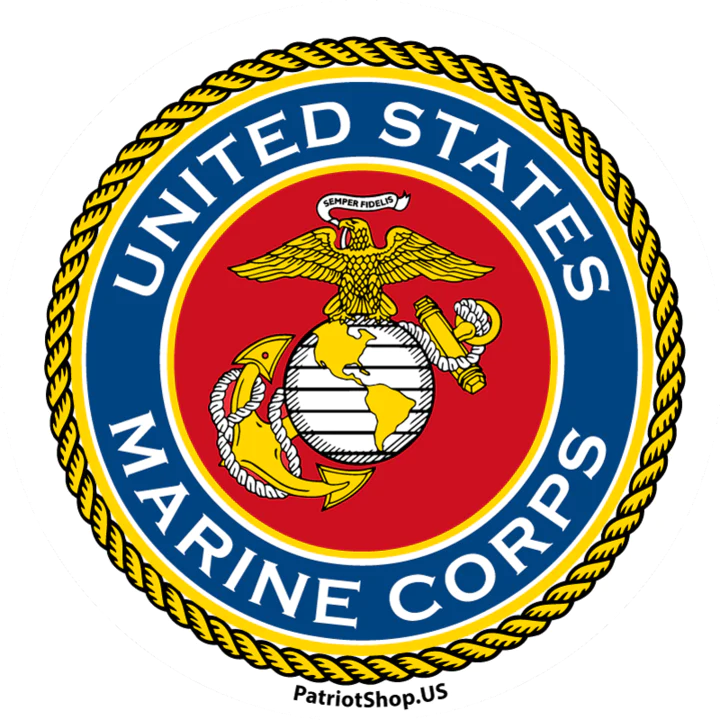 UNITED STATES
SEMPER FIDELIS
MARINE CORPS
PatriotShop.US